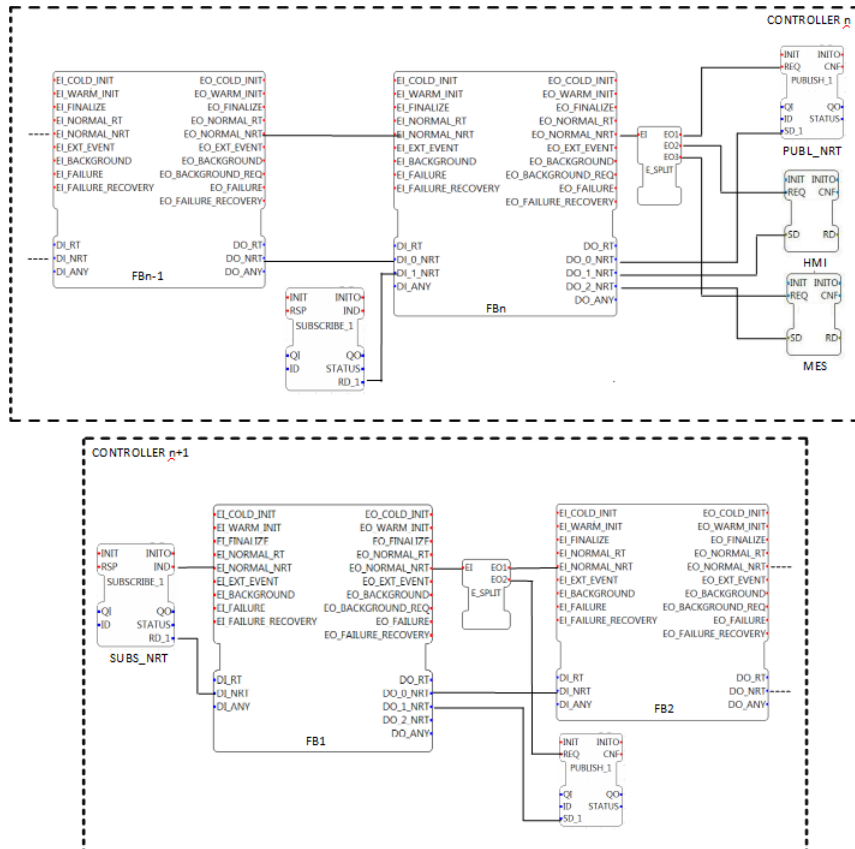 CONTROLLER n
EI_COLD_INIT EO_COLD_INIT
EI_WARM_INIT EO_WARM_INIT
EI_FINALIZE EO_FINALIZE
EI_NORMAL_RT EO_NORMAL_RT
EI_NORMAL_NRT EO_NORMAL_NRT
EI_EXT_EVENT EO_EXT_EVENT
EI_BACKGROUND EO_BACKGROUND
EI_FAILURE EO_BACKGROUND_REQ
EI_FAILURE_RECOVERY EO_FAILURE
EO_FAILURE_RECOVERY
DI_RT DO_RT
DI_NRT DO_NRT
DI_ANY DO_ANY
FBn-1
EI_COLD_INIT EO_COLD_INIT
EI_WARM_INIT EO_WARM_INIT
EI_FINALIZE EO_FINALIZE
EI_NORMAL_RT EO_NORMAL_RT
EI_NORMAL_NRT EO_NORMAL_NRT
EI_EXT_EVENT EO_EXT_EVENT
EI_BACKGROUND EO_BACKGROUND
EI_FAILURE EO_BACKGROUND_REQ
EI_FAILURE_RECOVERY EO_FAILURE
EO_FAILURE_RECOVERY
DI_RT DO_RT
DI_0_NRT DO_0_NRT
DI_1_NRT DO_1_NRT
DI_ANY DO_2_NRT
DO_ANY
FBn
INIT INITO
RSP IND
SUBSCRIBE_1
QI QO
ID STATUS
RD_1
EI EO1
EO2
EO3
E_SPLIT
INIT INITO
REQ CNF
PUBLISH_1
QI QO
ID STATUS
SD_1
PUBL_NRT
INIT INITO
REQ CNF
SD RD
HMI
INIT INITO
REQ CNF
SD RD
MES
CONTROLLER n+1
INIT INITO
RSP IND
SUBSCRIBE_1
QI QO
ID STATUS
RD_1
SUBS_NRT
EI_COLD_INIT EO_COLD_INIT
EI_WARM_INIT EO_WARM_INIT
EI_FINALIZE EO_FINALIZE
EI_NORMAL_RT EO_NORMAL_RT
EI_NORMAL_NRT EO_NORMAL_NRT
EI_EXT_EVENT EO_EXT_EVENT
EI_BACKGROUND EO_BACKGROUND
EI_FAILURE EO_BACKGROUND_REQ
EI_FAILURE_RECOVERY EO_FAILURE
EO_FAILURE_RECOVERY
DI_RT DO_RT
DI_NRT DO_0_NRT
DI_ANY DO_1_NRT
DO_2_NRT
DO_ANY
FB1
EI EO1
EO2
E_SPLIT
EI_COLD_INIT EO_COLD_INIT
EI_WARM_INIT EO_WARM_INIT
EI_FINALIZE EO_FINALIZE
EI_NORMAL_RT EO_NORMAL_RT
EI_NORMAL_NRT EO_NORMAL_NRT
EI_EXT_EVENT EO_EXT_EVENT
EI_BACKGROUND EO_BACKGROUND
EI_FAILURE EO_BACKGROUND_REQ
EI_FAILURE_RECOVERY EO_FAILURE
EO_FAILURE_RECOVERY
DI_RT DO_RT
DI_NRT DO_NRT
DI_ANY DO_ANY
FB2
INIT INITO
REQ CNF
PUBLISH_1
QI QO
ID STATUS
SD_1